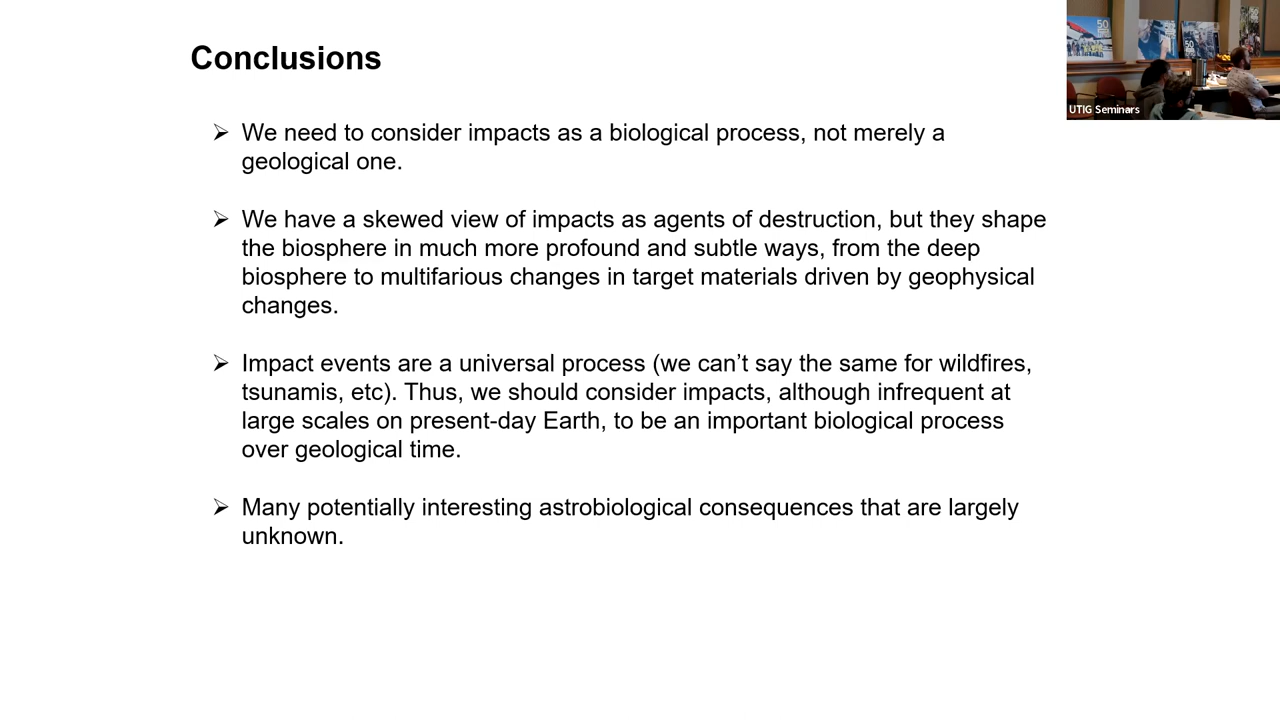 Conclusions
➢ We need to consider impacts as a biological process, not merely a
geological one.
➢ We have a skewed view of impacts as agents of destruction, but they shape
the biosphere in much more profound and subtle ways, from the deep
biosphere to multifarious changes in target materials driven by geophysical
changes.
➢ Impact events are a universal process (we can’t say the same for wildfires,
tsunamis, etc). Thus, we should consider impacts, although infrequent at
large scales on present-day Earth, to be an important biological process
over geological time.
➢ Many potentially interesting astrobiological consequences that are largely
unknown.
50
50
50
50
UTIG Seminars